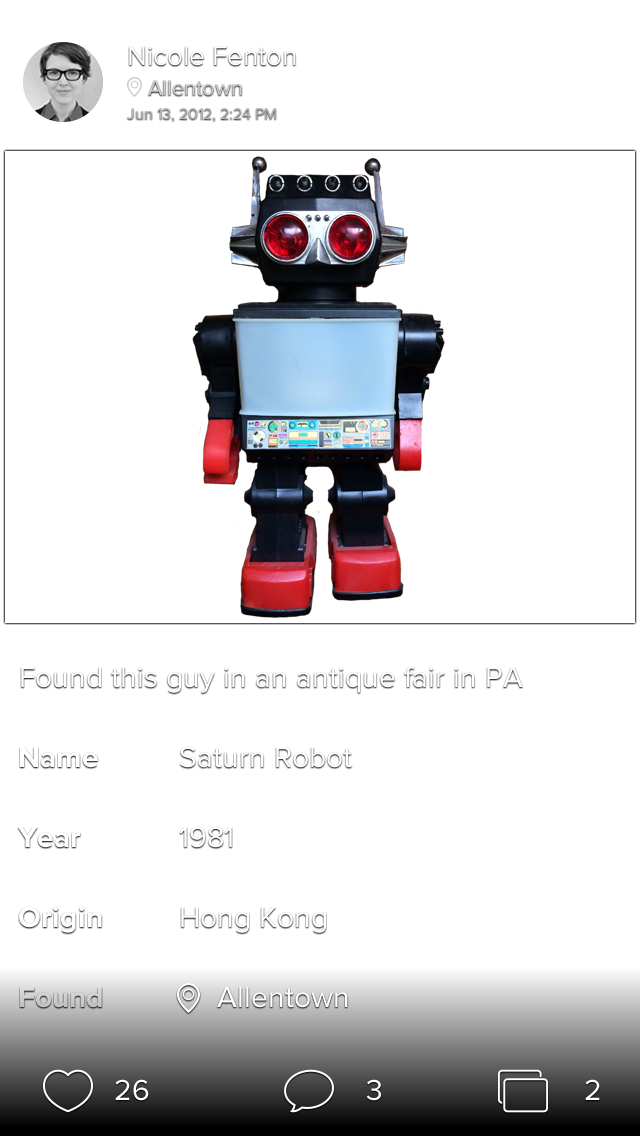 Nicole Fenton
Allentown
Jun 13, 2012, 2:24 PM
Found this guy in an antique fair in PA
Name Saturn Robot
Year 1981
Origin Hong Kong
Found Allentown
26 3 2